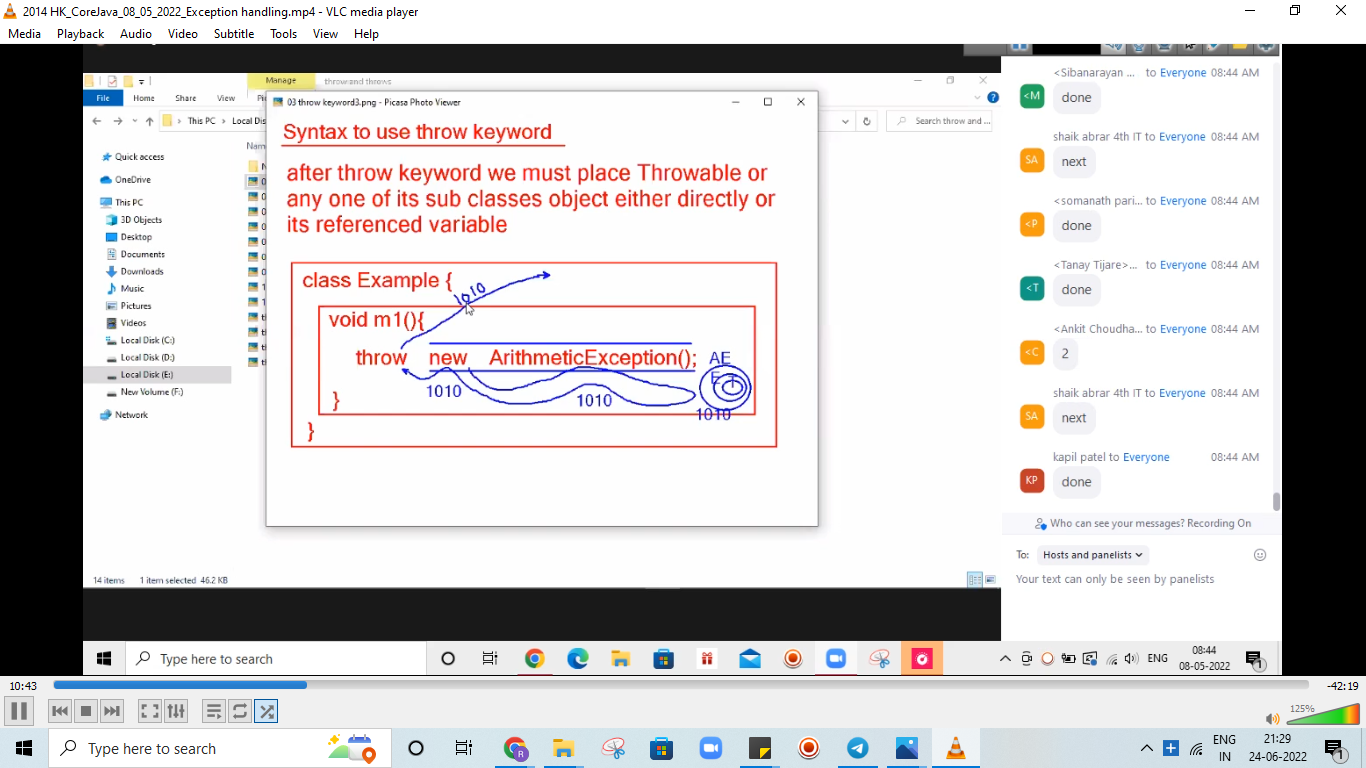 2014 HK_CoreJava_08_05_2022_Exception handling.mp4 - VLC media player
Media Playback Audio Video Subtitle Tools View Help
Manage throw and throws
File Home Share View
This PC Local Dis
Search throw and ...
Quick access
OneDrive
This PC
3D Objects
Desktop
Documents
Downloads
Music
Pictures
Videos
Local Disk (C:)
Local Disk (D:)
Local Disk (E:)
New Volume (F:)
Network
14 items 1 item selected 46.2 KB
03 throw keyword3.png - Picasa Photo Viewer
Syntax to use throw keyword
after throw keyword we must place Throwable or
any one of its sub classes object either directly or
its referenced variable
class Example {
1010
void m1(){
throw new ArithmeticException(); AE
E T
1010 1010
1010
}
}
<Sibanarayan ... to Everyone 08:44 AM
<M done
shaik abrar 4th IT to Everyone 08:44 AM
SA next
<somanath pari... to Everyone 08:44 AM
<P done
<Tanay Tijare>... to Everyone 08:44 AM
<T done
<Ankit Choudha... to Everyone 08:44 AM
<C 2
shaik abrar 4th IT to Everyone 08:44 AM
SA next
kapil patel to Everyone 08:44 AM
KP done
Who can see your messages? Recording On
To: Hosts and panelists
Your text can only be seen by panelists
Type here to search
ENG
08:44
08-05-2022
1
10:43 -42:19
125%
Type here to search
ENG
IN
21:29
24-06-2022
1